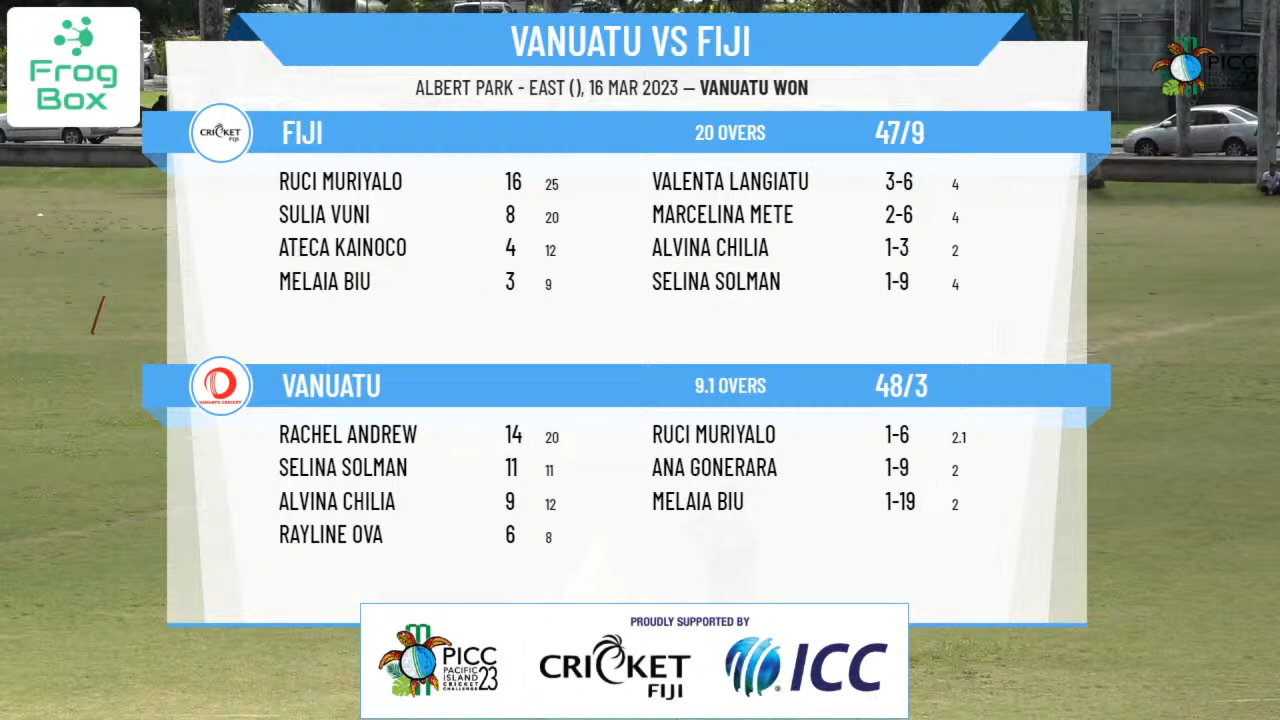 Frog
Box
VANUATU VS FIJI
ALBERT PARK - EAST (), 16 MAR 2023 – VANUATU WON
PICC
CRICKET
FIJI
FIJI 20 OVERS 47/9
RUCI MURIYALO 16 25 VALENTA LANGIATU 3-6 4
SULIA VUNI 8 20 MARCELINA METE 2-6 4
ATECA KAINOCO 4 12 ALVINA CHILIA 1-3 2
MELAIA BIU 3 9 SELINA SOLMAN 1-9 4
VANUATU CRICKET
VANUATU 9.1 OVERS 48/3
RACHEL ANDREW 14 20 RUCI MURIYALO 1-6 2.1
SELINA SOLMAN 11 11 ANA GONERARA 1-9 2
ALVINA CHILIA 9 12 MELAIA BIU 1-19 2
RAYLINE OVA 6 8
PROUDLY SUPPORTED BY
PICC
PACIFIC
ISLAND
CRICKET
CHALLENGE
23
CRICKET
FIJI
ICC